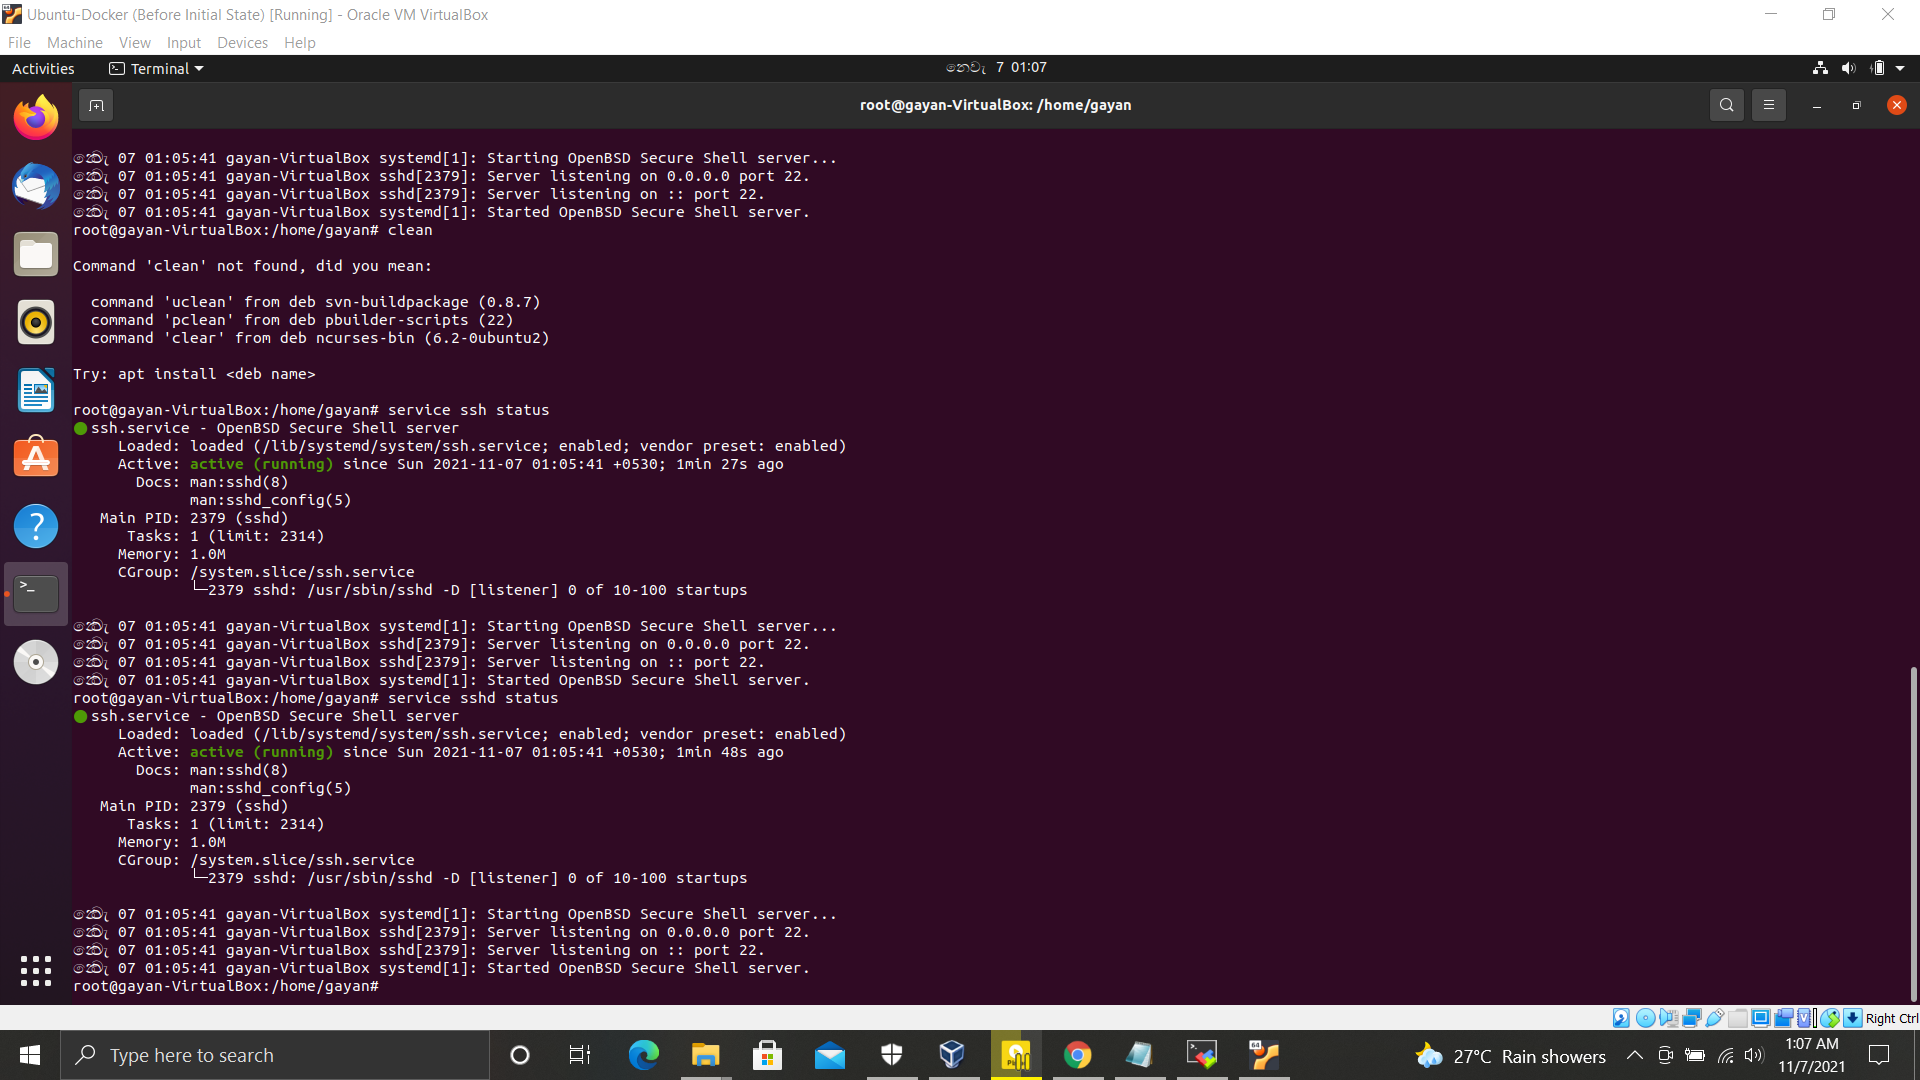 Ubuntu-Docker (Before Initial State) [Running] - Oracle VM VirtualBox
File Machine View Input Devices Help
Activities Terminal නොවැ 7 01:07
root@gayan-VirtualBox: /home/gayan
නොවැ 07 01:05:41 gayan-VirtualBox systemd[1]: Starting OpenBSD Secure Shell server...
නොවැ 07 01:05:41 gayan-VirtualBox sshd[2379]: Server listening on 0.0.0.0 port 22.
නොවැ 07 01:05:41 gayan-VirtualBox sshd[2379]: Server listening on :: port 22.
නොවැ 07 01:05:41 gayan-VirtualBox systemd[1]: Started OpenBSD Secure Shell server.
root@gayan-VirtualBox:/home/gayan# clean
Command 'clean' not found, did you mean:
command 'uclean' from deb svn-buildpackage (0.8.7)
command 'pclean' from deb pbuilder-scripts (22)
command 'clear' from deb ncurses-bin (6.2-0ubuntu2)
Try: apt install <deb name>
root@gayan-VirtualBox:/home/gayan# service ssh status
ssh.service - OpenBSD Secure Shell server
Loaded: loaded (/lib/systemd/system/ssh.service; enabled; vendor preset: enabled)
Active: active (running) since Sun 2021-11-07 01:05:41 +0530; 1min 27s ago
Docs: man:sshd(8)
man:sshd_config(5)
Main PID: 2379 (sshd)
Tasks: 1 (limit: 2314)
Memory: 1.0M
CGroup: /system.slice/ssh.service
└─2379 sshd: /usr/sbin/sshd -D [listener] 0 of 10-100 startups
නොවැ 07 01:05:41 gayan-VirtualBox systemd[1]: Starting OpenBSD Secure Shell server...
නොවැ 07 01:05:41 gayan-VirtualBox sshd[2379]: Server listening on 0.0.0.0 port 22.
නොවැ 07 01:05:41 gayan-VirtualBox sshd[2379]: Server listening on :: port 22.
නොවැ 07 01:05:41 gayan-VirtualBox systemd[1]: Started OpenBSD Secure Shell server.
root@gayan-VirtualBox:/home/gayan# service sshd status
ssh.service - OpenBSD Secure Shell server
Loaded: loaded (/lib/systemd/system/ssh.service; enabled; vendor preset: enabled)
Active: active (running) since Sun 2021-11-07 01:05:41 +0530; 1min 48s ago
Docs: man:sshd(8)
man:sshd_config(5)
Main PID: 2379 (sshd)
Tasks: 1 (limit: 2314)
Memory: 1.0M
CGroup: /system.slice/ssh.service
└─2379 sshd: /usr/sbin/sshd -D [listener] 0 of 10-100 startups
නොවැ 07 01:05:41 gayan-VirtualBox systemd[1]: Starting OpenBSD Secure Shell server...
නොවැ 07 01:05:41 gayan-VirtualBox sshd[2379]: Server listening on 0.0.0.0 port 22.
නොවැ 07 01:05:41 gayan-VirtualBox sshd[2379]: Server listening on :: port 22.
නොවැ 07 01:05:41 gayan-VirtualBox systemd[1]: Started OpenBSD Secure Shell server.
root@gayan-VirtualBox:/home/gayan#
Right Ctrl
Type here to search
27°C Rain showers
1:07 AM
11/7/2021